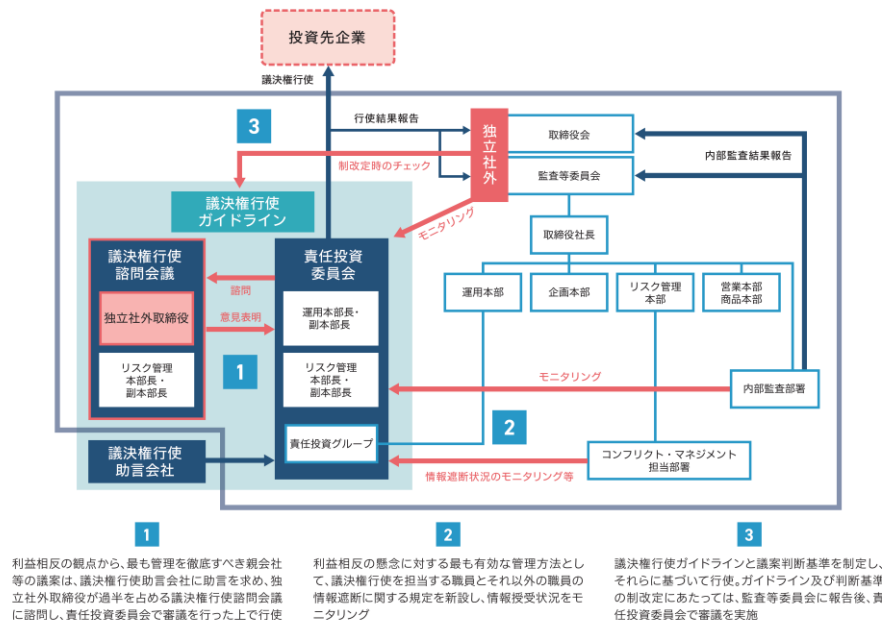 投資先企業
議決権行使
3
行使結果報告
独立社外
取締役会
内部監査結果報告
制改定時のチェック
監査等委員会
議決権行使
ガイドライン
モニタリング
取締役社長
議決権行使
諮問会議
責任投資
委員会
諮問
運用本部
企画本部
リスク管理
本部
営業本部
商品本部
独立社外取締役
意見表明
運用本部長・
副本部長
リスク管理
本部長・
副本部長
1
リスク管理
本部長・
副本部長
モニタリング
内部監査部署
2
責任投資グループ
議決権行使
助言会社
コンフリクト・マネジメント
担当部署
情報遮断状況のモニタリング等
1
利益相反の観点から、最も管理を徹底すべき親会社
等の議案は、議決権行使助言会社に助言を求め、独
立社外取締役が過半を占める議決権行使諮問会議
に諮問し、責任投資委員会で審議を行った上で行使
2
利益相反の懸念に対する最も有効な管理方法とし
て、議決権行使を担当する職員とそれ以外の職員の
情報遮断に関する規定を新設し、情報授受状況をモ
ニタリング
3
議決権行使ガイドラインと議案判断基準を制定し、
それらに基づいて行使。ガイドライン及び判断基準
の制改定にあたっては、監査等委員会に報告後、責
任投資委員会で審議を実施